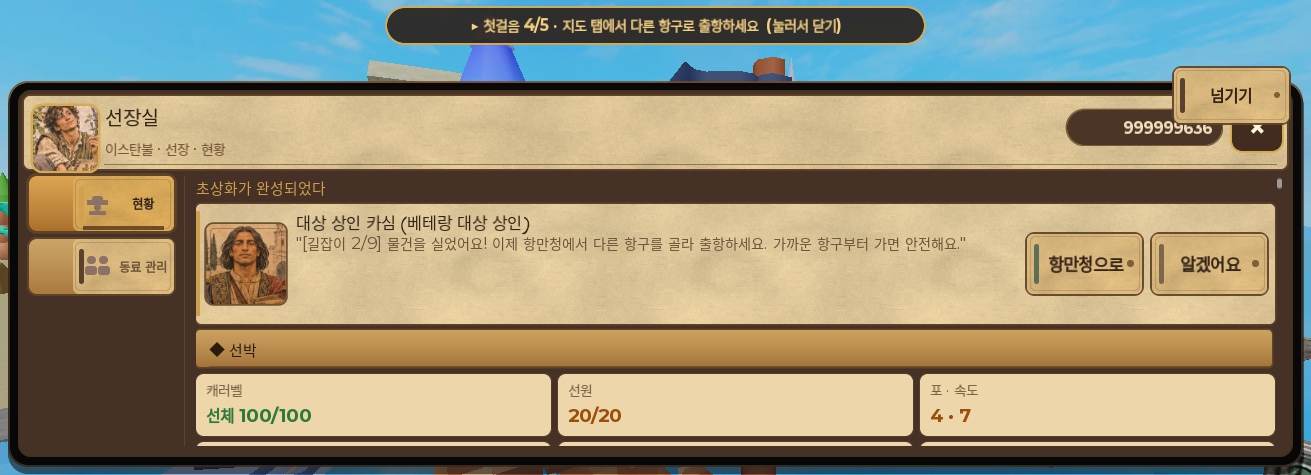 ▸ 첫걸음 4/5 · 지도 탭에서 다른 항구로 출항하세요 (눌러서 닫기)
넘기기
선장실
999999636
×
이스탄불 · 선장 · 현황
현황
동료 관리
초상화가 완성되었다
대상 상인 카심 (베테랑 대상 상인)
"[길잡이 2/9] 물건을 실었어요! 이제 항만청에서 다른 항구를 골라 출항하세요. 가까운 항구부터 가면 안전해요."
항만청으로
알겠어요
◆ 선박
캐러벨
선체 100/100
선원
20/20
포 · 속도
4 · 7